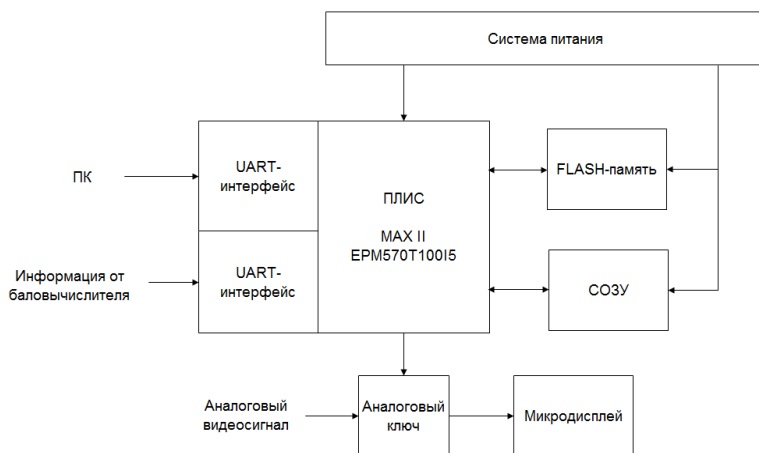 Система питания
ПК
UART-
интерфейс
ПЛИС
MAX II
EPM570T100I5
FLASH-память
Информация от
баловычислителя
UART-
интерфейс
СОЗУ
Аналоговый
видеосигнал
Аналоговый
ключ
Микродисплей